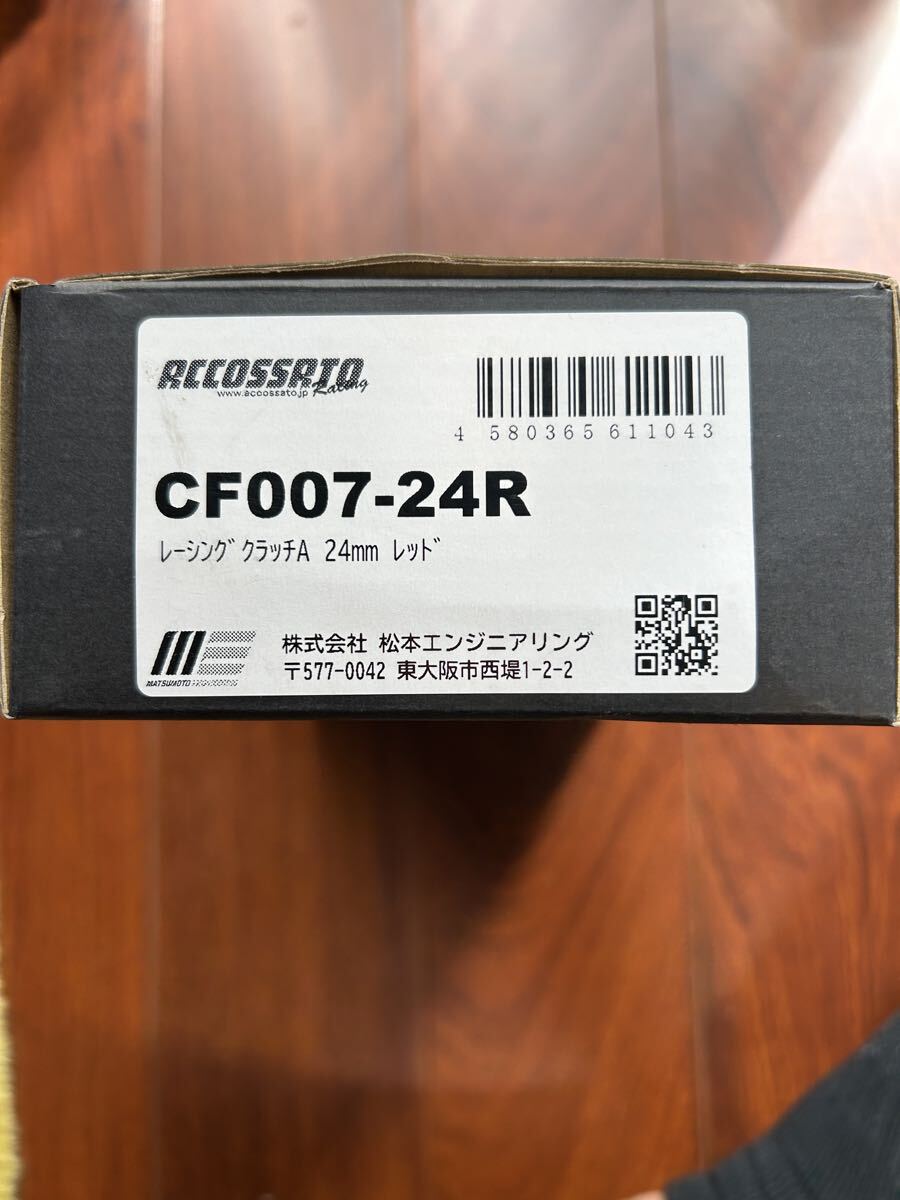 ACCOSSATO
Racing
www.accossato.jp
4 580365 611043
CF007-24R
ﾚｰｼﾝｸﾞｸﾗｯﾁA 24mm ﾚｯﾄﾞ
株式会社 松本エンジニアリング
〒577-0042 東大阪市西堤1-2-2
MATSUMOTO ENGINEERING